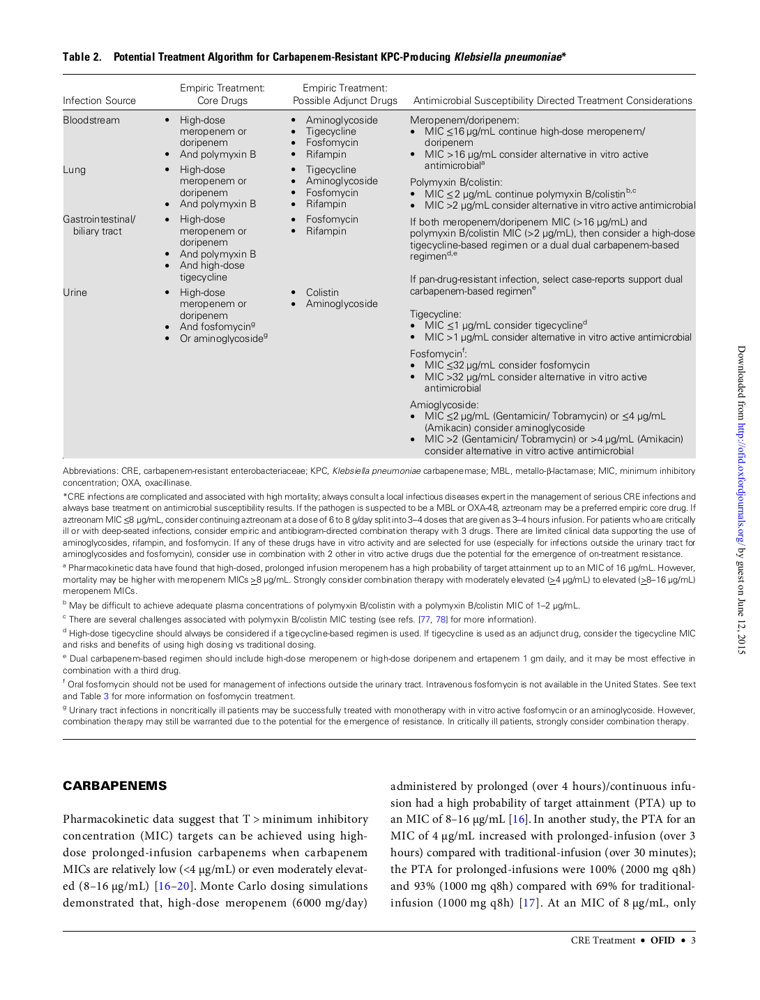 Table 2. Potential Treatment Algorithm for Carbapenem-Resistant KPC-Producing Klebsiella pneumoniae*
Infection Source
Empiric Treatment:
Core Drugs
Empiric Treatment:
Possible Adjunct Drugs
Antimicrobial Susceptibility Directed Treatment Considerations
Bloodstream
• High-dose
meropenem or
doripenem
• And polymyxin B
• Aminoglycoside
• Tigecycline
• Fosfomycin
• Rifampin
Lung
• High-dose
meropenem or
doripenem
• And polymyxin B
• Tigecycline
• Aminoglycoside
• Fosfomycin
• Rifampin
Gastrointestinal/
biliary tract
• High-dose
meropenem or
doripenem
• And polymyxin B
• And high-dose
tigecycline
• Fosfomycin
• Rifampin
Urine
• High-dose
meropenem or
doripenem
• And fosfomycin^g
• Or aminoglycoside^g
• Colistin
• Aminoglycoside
Meropenem/doripenem:
• MIC ≤16 µg/mL continue high-dose meropenem/
doripenem
• MIC >16 µg/mL consider alternative in vitro active
antimicrobial^a
Polymyxin B/colistin:
• MIC ≤ 2 µg/mL continue polymyxin B/colistin^b,c
• MIC >2 µg/mL consider alternative in vitro active antimicrobial
If both meropenem/doripenem MIC (>16 µg/mL) and
polymyxin B/colistin MIC (>2 µg/mL), then consider a high-dose
tigecycline-based regimen or a dual dual carbapenem-based
regimen^d,e
If pan-drug-resistant infection, select case-reports support dual
carbapenem-based regimen^e
Tigecycline:
• MIC ≤1 µg/mL consider tigecycline^d
• MIC >1 µg/mL consider alternative in vitro active antimicrobial
Fosfomycin^f:
• MIC ≤32 µg/mL consider fosfomycin
• MIC >32 µg/mL consider alternative in vitro active
antimicrobial
Amioglycoside:
• MIC ≤2 µg/mL (Gentamicin/ Tobramycin) or ≤4 µg/mL
(Amikacin) consider aminoglycoside
• MIC >2 (Gentamicin/ Tobramycin) or >4 µg/mL (Amikacin)
consider alternative in vitro active antimicrobial
Abbreviations: CRE, carbapenem-resistant enterobacteriaceae; KPC, Klebsiella pneumoniae carbapenemase; MBL, metallo-β-lactamase; MIC, minimum inhibitory
concentration; OXA, oxacillinase.
*CRE infections are complicated and associated with high mortality; always consult a local infectious diseases expert in the management of serious CRE infections and
always base treatment on antimicrobial susceptibility results. If the pathogen is suspected to be a MBL or OXA-48, aztreonam may be a preferred empiric core drug. If
aztreonam MIC ≤8 µg/mL, consider continuing aztreonam at a dose of 6 to 8 g/day split into 3–4 doses that are given as 3–4 hours infusion. For patients who are critically
ill or with deep-seated infections, consider empiric and antibiogram-directed combination therapy with 3 drugs. There are limited clinical data supporting the use of
aminoglycosides, rifampin, and fosfomycin. If any of these drugs have in vitro activity and are selected for use (especially for infections outside the urinary tract for
aminoglycosides and fosfomycin), consider use in combination with 2 other in vitro active drugs due the potential for the emergence of on-treatment resistance.
^a Pharmacokinetic data have found that high-dosed, prolonged infusion meropenem has a high probability of target attainment up to an MIC of 16 µg/mL. However,
mortality may be higher with meropenem MICs ≥8 µg/mL. Strongly consider combination therapy with moderately elevated (≥4 µg/mL) to elevated (≥8–16 µg/mL)
meropenem MICs.
^b May be difficult to achieve adequate plasma concentrations of polymyxin B/colistin with a polymyxin B/colistin MIC of 1–2 µg/mL.
^c There are several challenges associated with polymyxin B/colistin MIC testing (see refs. [77, 78] for more information).
^d High-dose tigecycline should always be considered if a tigecycline-based regimen is used. If tigecycline is used as an adjunct drug, consider the tigecycline MIC
and risks and benefits of using high dosing vs traditional dosing.
^e Dual carbapenem-based regimen should include high-dose meropenem or high-dose doripenem and ertapenem 1 gm daily, and it may be most effective in
combination with a third drug.
^f Oral fosfomycin should not be used for management of infections outside the urinary tract. Intravenous fosfomycin is not available in the United States. See text
and Table 3 for more information on fosfomycin treatment.
^g Urinary tract infections in noncritically ill patients may be successfully treated with monotherapy with in vitro active fosfomycin or an aminoglycoside. However,
combination therapy may still be warranted due to the potential for the emergence of resistance. In critically ill patients, strongly consider combination therapy.
CARBAPENEMS
Pharmacokinetic data suggest that T > minimum inhibitory
concentration (MIC) targets can be achieved using high-
dose prolonged-infusion carbapenems when carbapenem
MICs are relatively low (<4 µg/mL) or even moderately elevat-
ed (8–16 µg/mL) [16–20]. Monte Carlo dosing simulations
demonstrated that, high-dose meropenem (6000 mg/day)
administered by prolonged (over 4 hours)/continuous infu-
sion had a high probability of target attainment (PTA) up to
an MIC of 8–16 µg/mL [16]. In another study, the PTA for an
MIC of 4 µg/mL increased with prolonged-infusion (over 3
hours) compared with traditional-infusion (over 30 minutes);
the PTA for prolonged-infusions were 100% (2000 mg q8h)
and 93% (1000 mg q8h) compared with 69% for traditional-
infusion (1000 mg q8h) [17]. At an MIC of 8 µg/mL, only
CRE Treatment • OFID • 3
Downloaded from http://ofid.oxfordjournals.org/ by guest on June 12, 2015